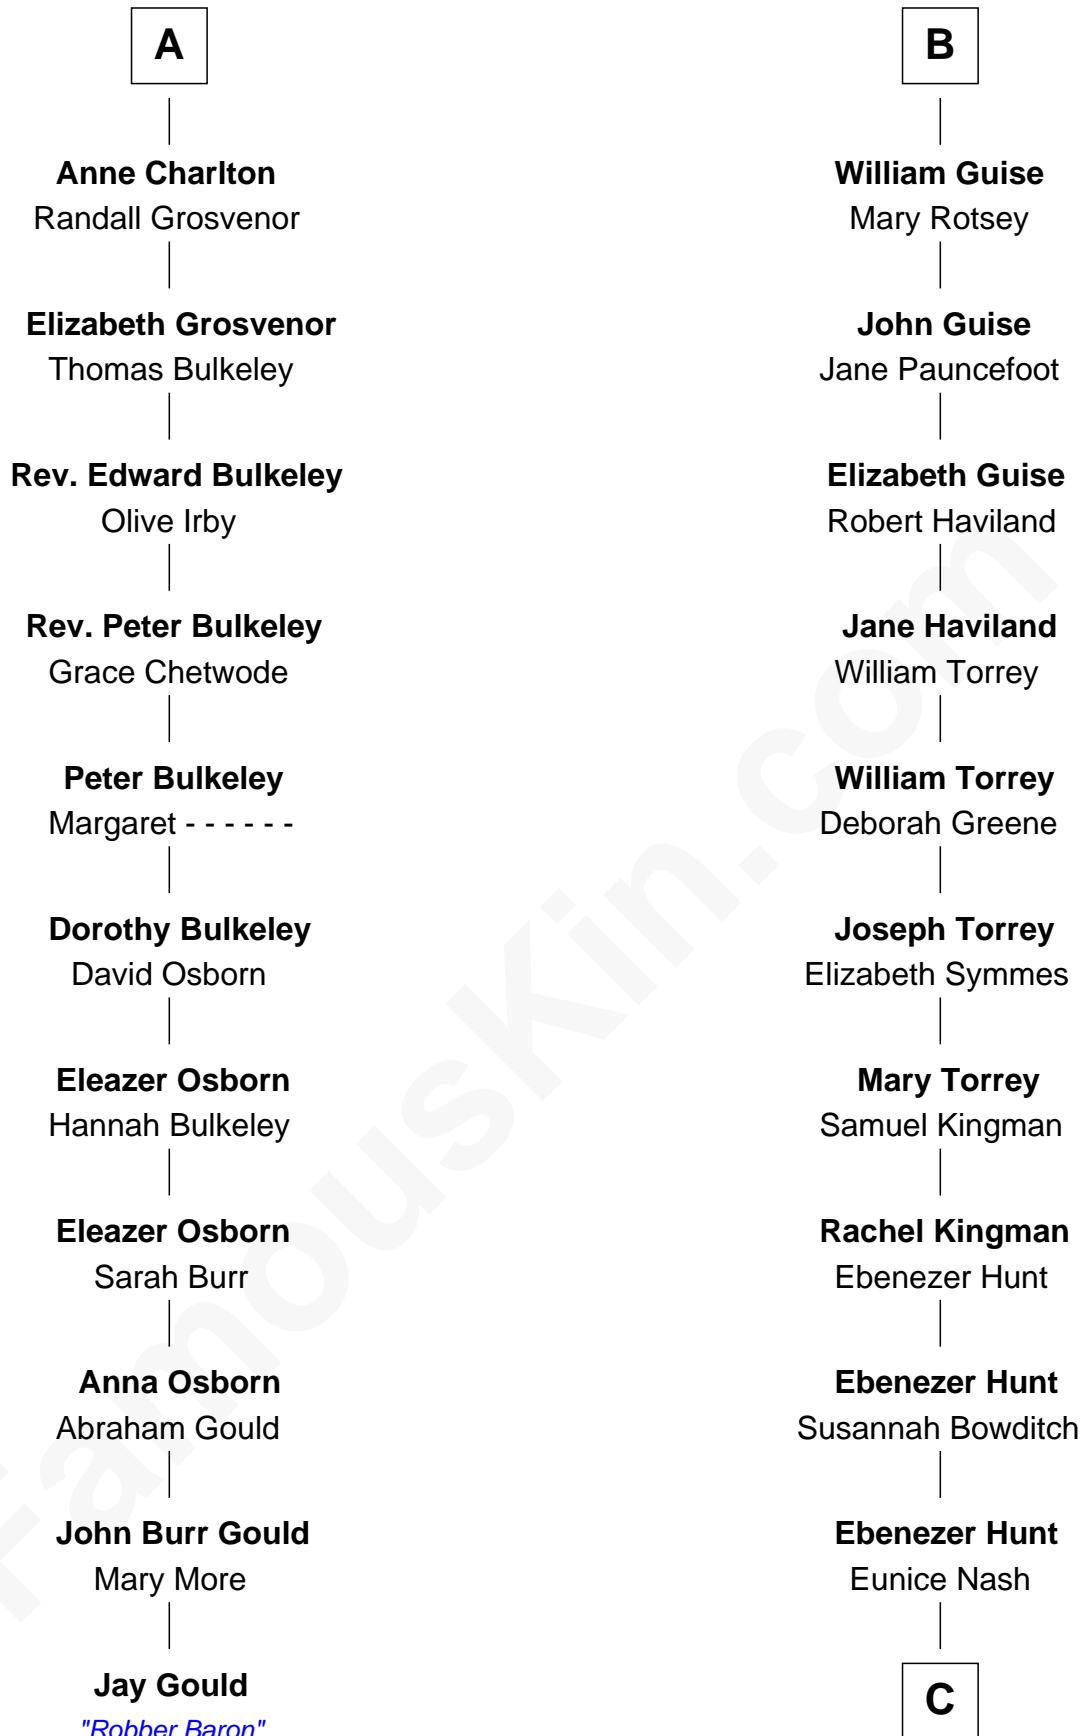 A
Anne Charlton
Randall Grosvenor
Elizabeth Grosvenor
Thomas Bulkeley
Rev. Edward Bulkeley
Olive Irby
Rev. Peter Bulkeley
Grace Chetwode
Peter Bulkeley
Margaret - - - - - -
Dorothy Bulkeley
David Osborn
Eleazer Osborn
Hannah Bulkeley
Eleazer Osborn
Sarah Burr
Anna Osborn
Abraham Gould
John Burr Gould
Mary More
Jay Gould
"Robber Baron"
B
William Guise
Mary Rotsey
John Guise
Jane Pauncefoot
Elizabeth Guise
Robert Haviland
Jane Haviland
William Torrey
William Torrey
Deborah Greene
Joseph Torrey
Elizabeth Symmes
Mary Torrey
Samuel Kingman
Rachel Kingman
Ebenezer Hunt
Ebenezer Hunt
Susannah Bowditch
Ebenezer Hunt
Eunice Nash
C
FamousKin.com